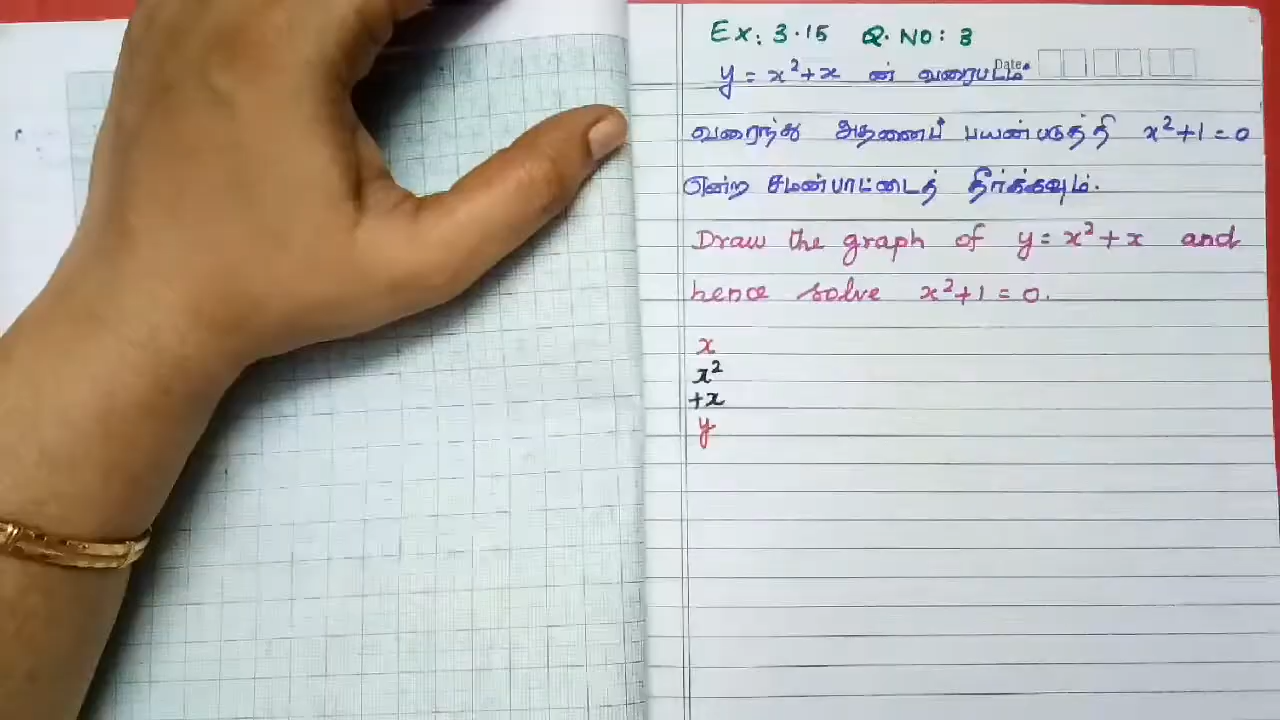 Ex: 3.15 Q. NO: 3
Date
y = x²+x ன் வரைபடம்
வரைந்து அதனைப் பயன்படுத்தி x²+1=0
என்ற சமன்பாட்டைத் தீர்க்கவும்.
Draw the graph of y=x²+x and
hence solve x²+1=0.
x
x²
+x
y